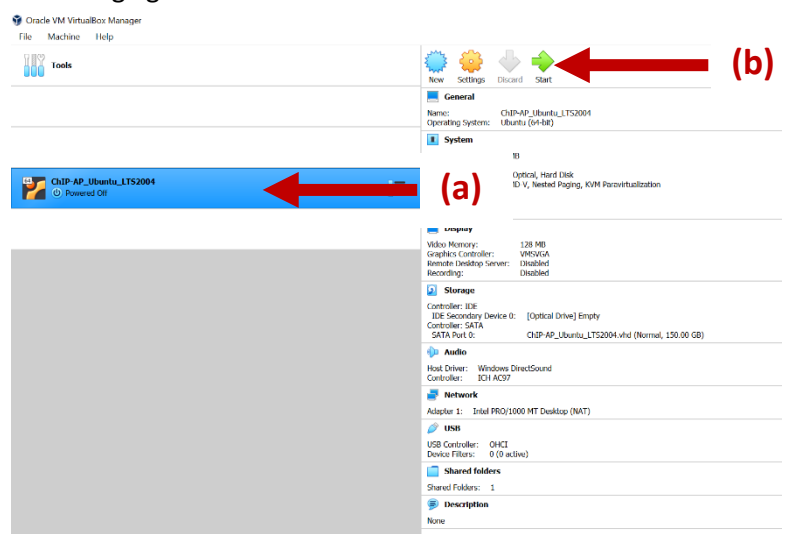 Oracle VM VirtualBox Manager
File Machine Help
Tools
New Settings Discard Start
(b)
General
Name: ChIP-AP_Ubuntu_LTS2004
Operating System: Ubuntu (64-bit)
System
Optical, Hard Disk
D V, Nested Paging, KVM Paravirtualization
64
ChIP-AP_Ubuntu_LTS2004
Powered Off
(a)
Display
Video Memory: 128 MB
Graphics Controller: VMSVGA
Remote Desktop Server: Disabled
Recording: Disabled
Storage
Controller: IDE
IDE Secondary Device 0: [Optical Drive] Empty
Controller: SATA
SATA Port 0: ChIP-AP_Ubuntu_LTS2004.vhd (Normal, 150.00 GB)
Audio
Host Driver: Windows DirectSound
Controller: ICH AC97
Network
Adapter 1: Intel PRO/1000 MT Desktop (NAT)
USB
USB Controller: OHCI
Device Filters: 0 (0 active)
Shared folders
Shared Folders: 1
Description
None